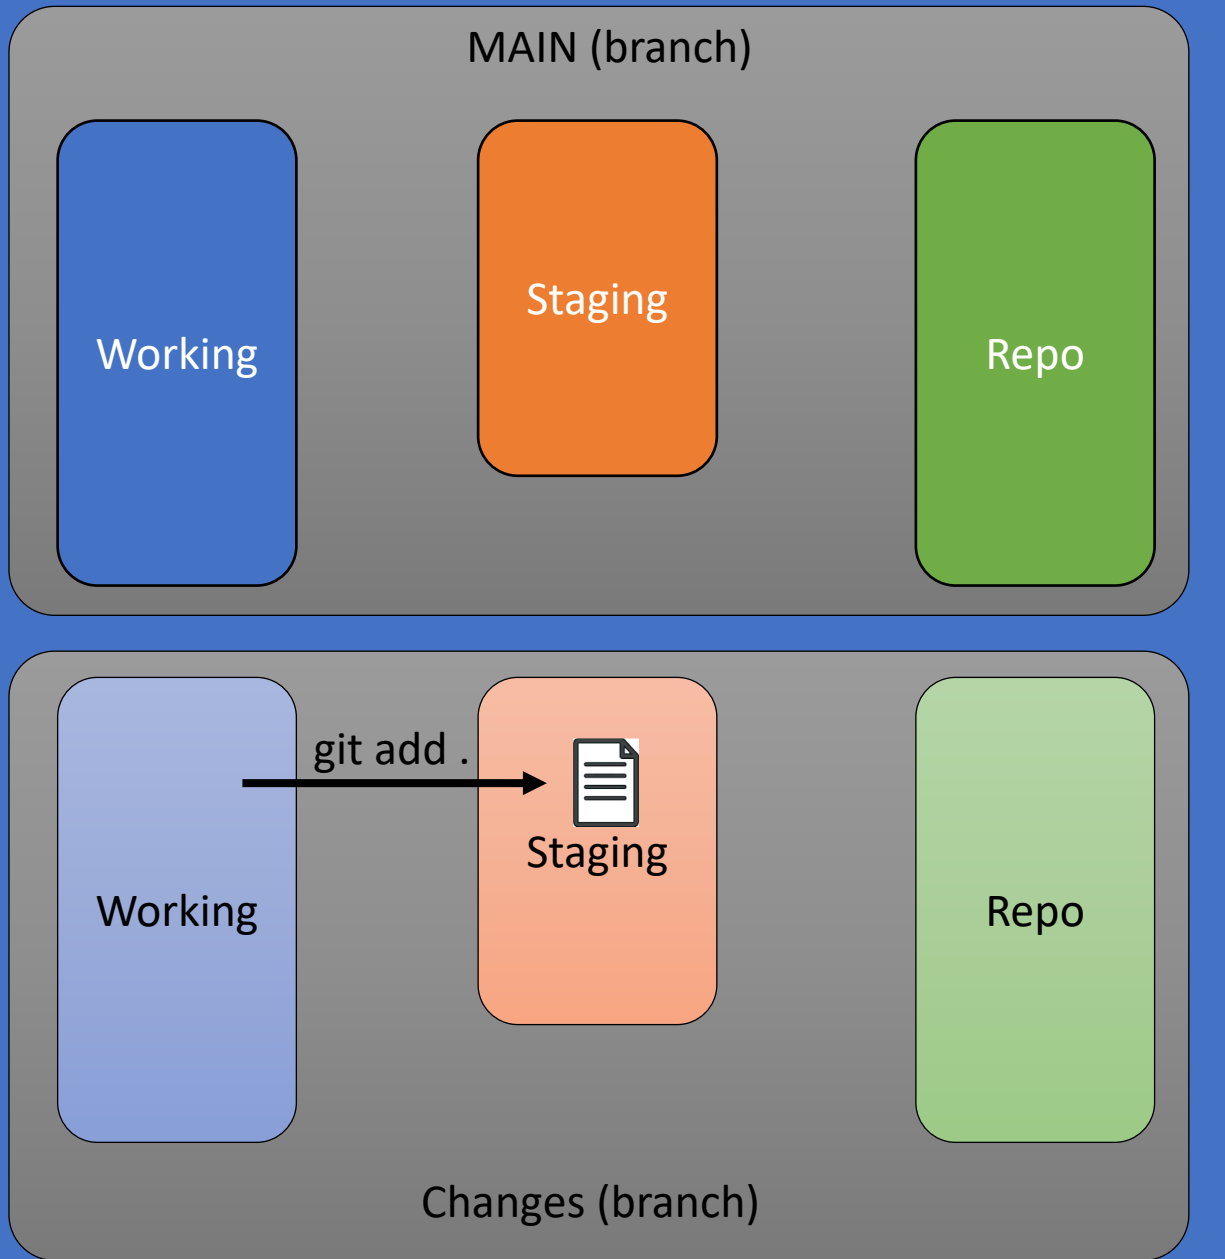 MAIN (branch)
Working
Staging
Repo
git add .
Working
Staging
Repo
Changes (branch)